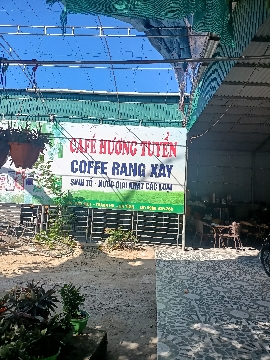 CAFÉ HƯƠNG TUYỀN
COFFE RANG XAY
SINH TỐ - NƯỚC GIẢI KHÁT CÁC LOẠI